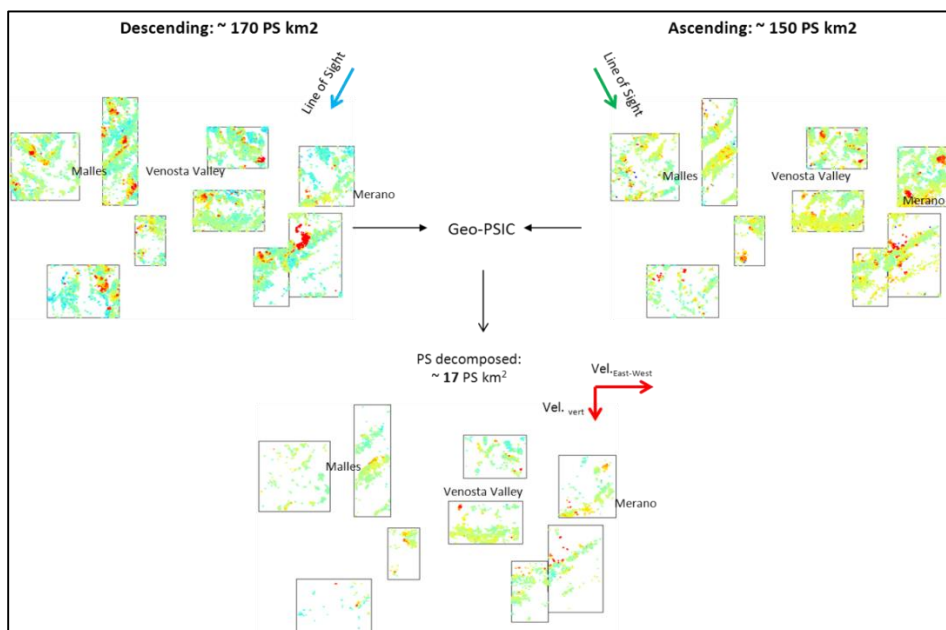 Descending: ~ 170 PS km2
Ascending: ~ 150 PS km2
Line of Sight
Line of Sight
Malles
Venosta Valley
Merano
Malles
Venosta Valley
Merano
Geo-PSIC
PS decomposed:
~ 17 PS km²
Vel.East-West
Vel. vert
Malles
Venosta Valley
Merano